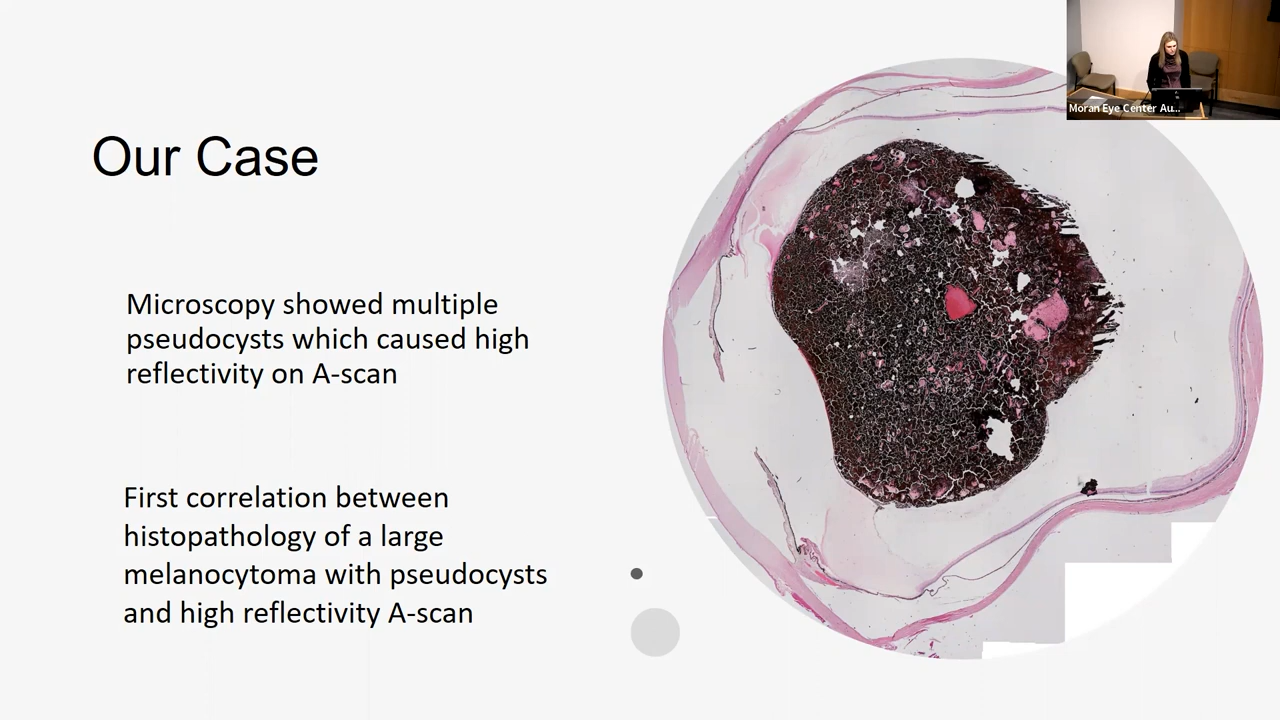 Our Case
Microscopy showed multiple
pseudocysts which caused high
reflectivity on A-scan
First correlation between
histopathology of a large
melanocytoma with pseudocysts
and high reflectivity A-scan
Moran Eye Center Au...